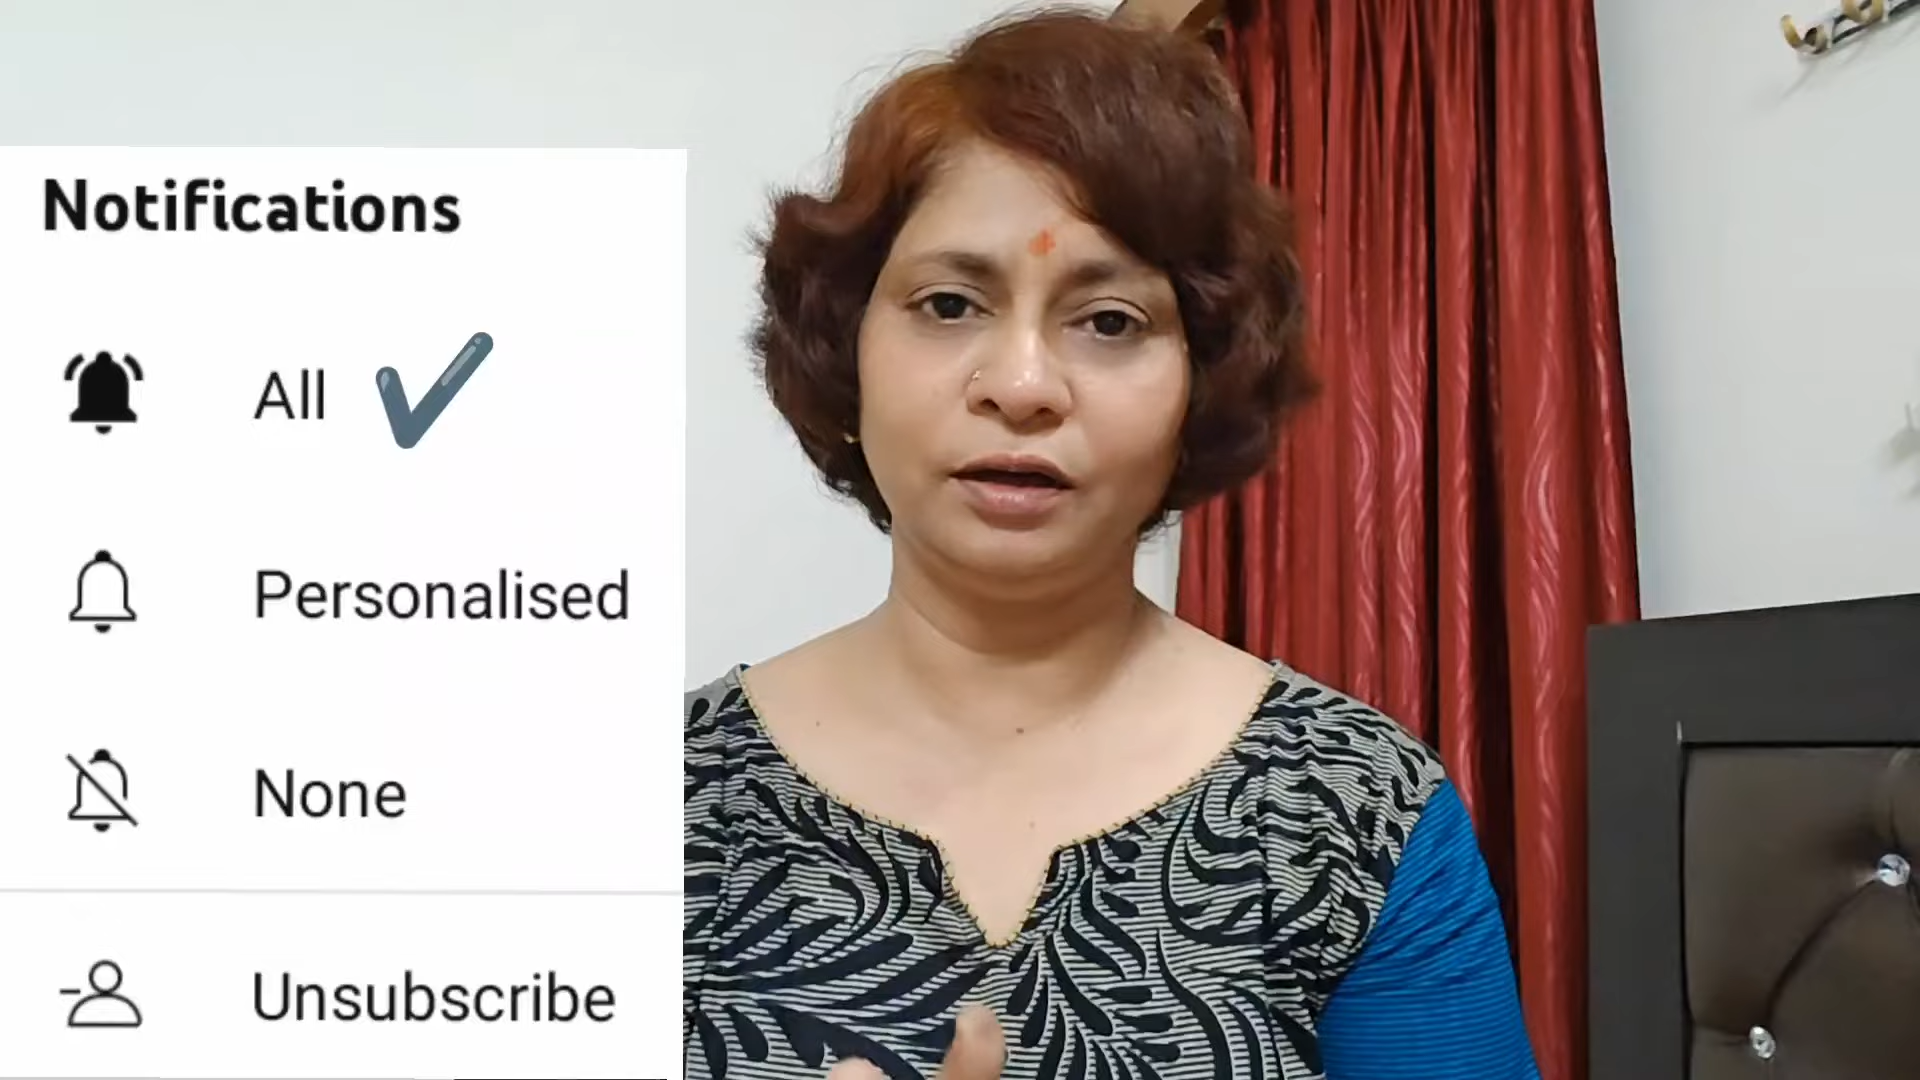 Notifications
All
Personalised
None
Unsubscribe